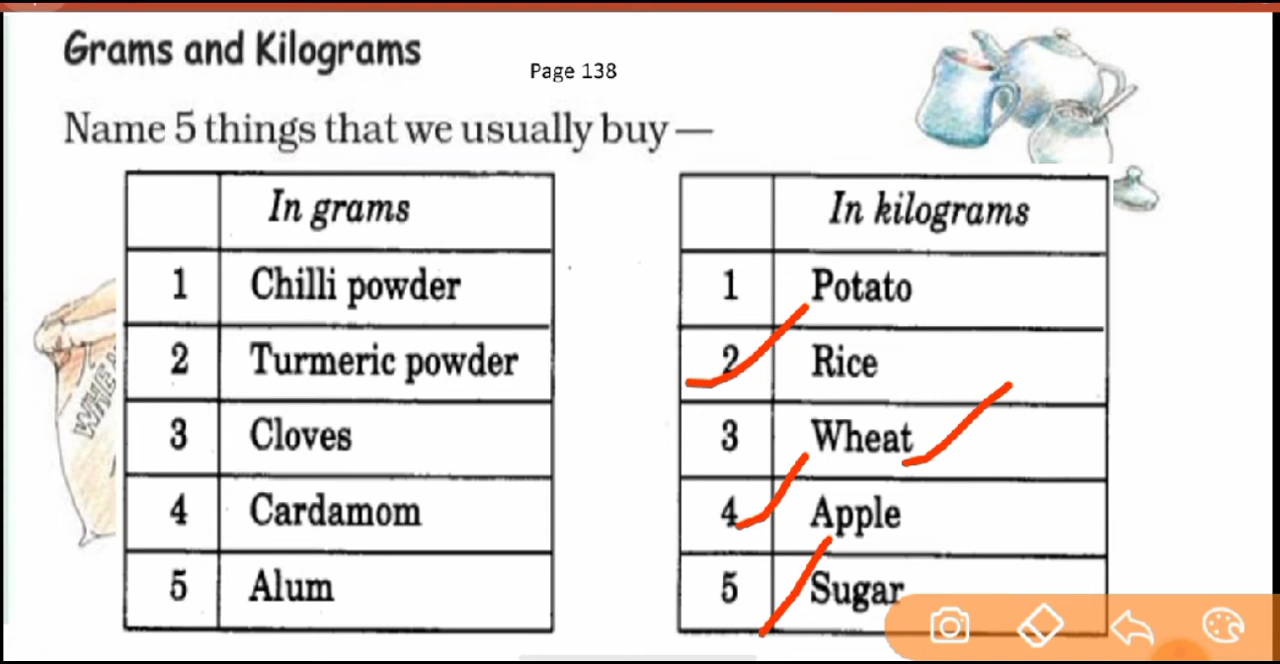 Grams and Kilograms
Page 138
Name 5 things that we usually buy—
In grams
1 Chilli powder
2 Turmeric powder
3 Cloves
4 Cardamom
5 Alum
In kilograms
1 Potato
2 Rice
3 Wheat
4 Apple
5 Sugar